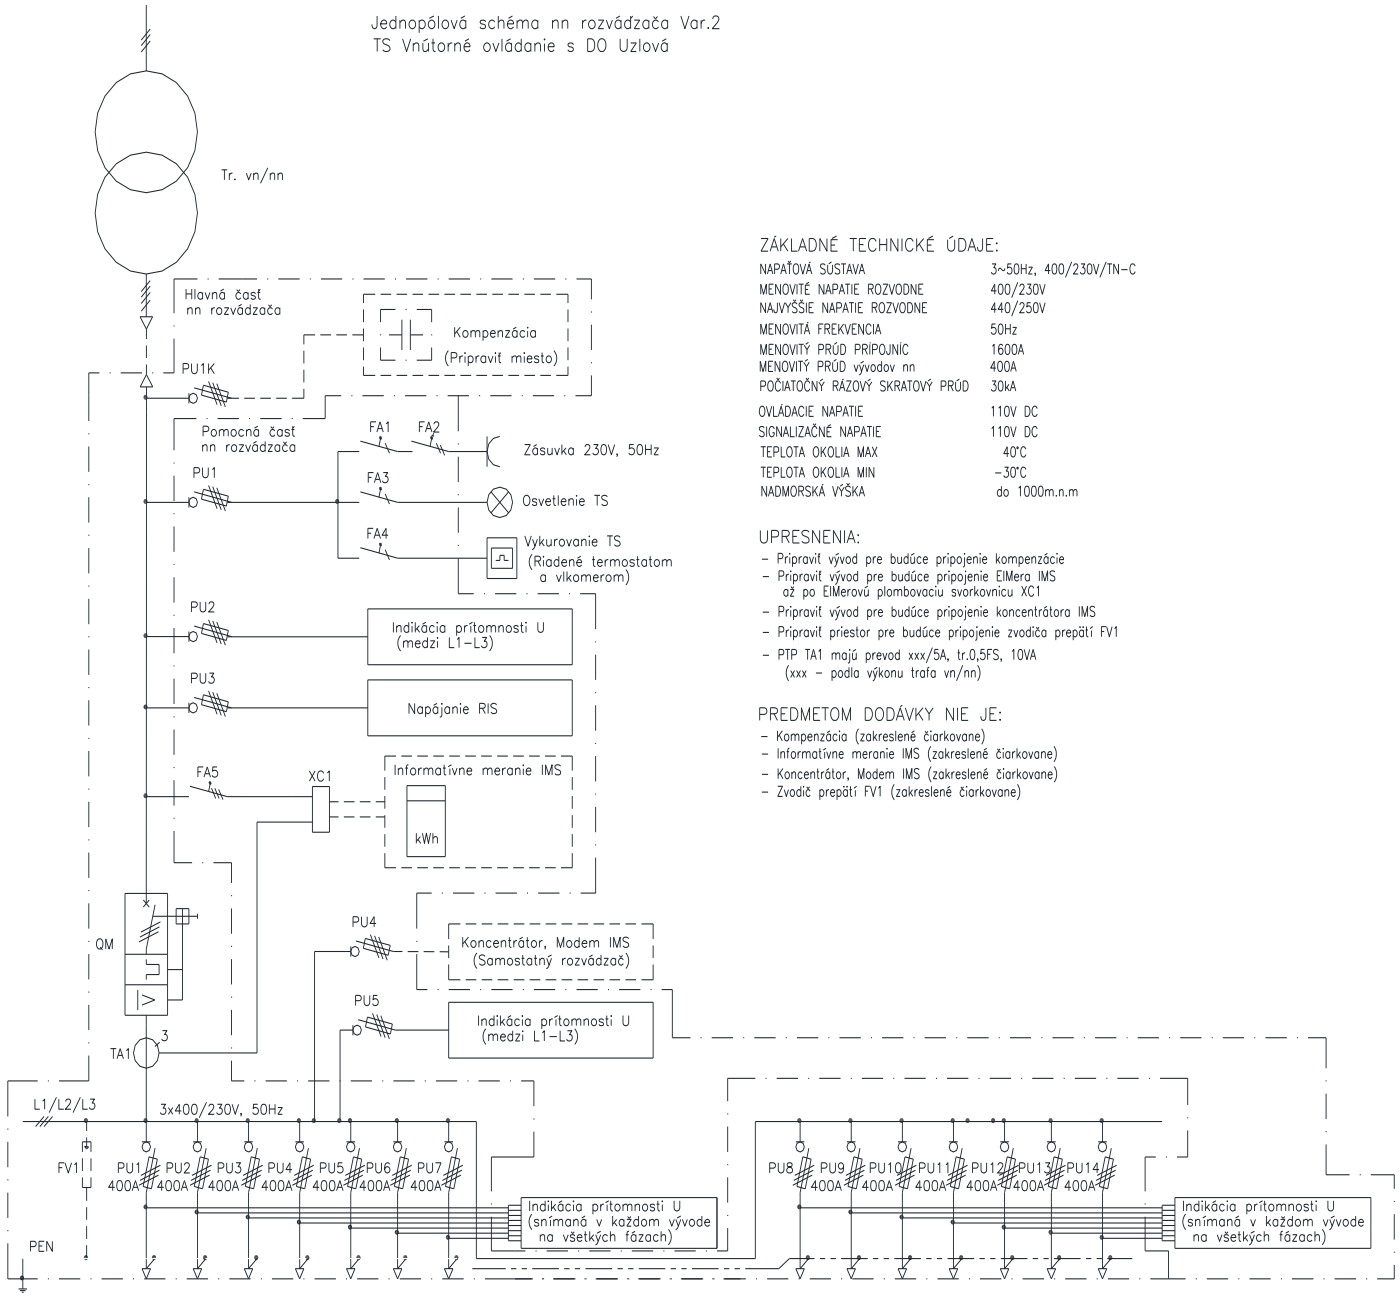 Jednopólová schéma nn rozvádzača Var.2
TS Vnútorné ovládanie s DO Uzlová
Tr. vn/nn
Hlavná časť
nn rozvádzača
Kompenzácia
(Pripraviť miesto)
PU1K
Pomocná časť
nn rozvádzača
FA1
FA2
Zásuvka 230V, 50Hz
PU1
FA3
Osvetlenie TS
FA4
Vykurovanie TS
(Riadené termostatom
a vlkomerom)
PU2
Indikácia prítomnosti U
(medzi L1-L3)
PU3
Napájanie RIS
FA5
XC1
Informatívne meranie IMS
kWh
QM
PU4
Koncentrátor, Modem IMS
(Samostatný rozvádzač)
PU5
Indikácia prítomnosti U
(medzi L1-L3)
3
TA1
ZÁKLADNÉ TECHNICKÉ ÚDAJE:
NAPAŤOVÁ SÚSTAVA 3~50Hz, 400/230V/TN-C
MENOVITÉ NAPATIE ROZVODNE 400/230V
NAJVYŠŠIE NAPATIE ROZVODNE 440/250V
MENOVITÁ FREKVENCIA 50Hz
MENOVITÝ PRÚD PRÍPOJNÍC 1600A
MENOVITÝ PRÚD vývodov nn 400A
POČIATOČNÝ RÁZOVÝ SKRATOVÝ PRÚD 30kA
OVLÁDACIE NAPATIE 110V DC
SIGNALIZAČNÉ NAPATIE 110V DC
TEPLOTA OKOLIA MAX 40°C
TEPLOTA OKOLIA MIN -30°C
NADMORSKÁ VÝŠKA do 1000m.n.m
UPRESNENIA:
- Pripraviť vývod pre budúce pripojenie kompenzácie
- Pripraviť vývod pre budúce pripojenie ElMera IMS
až po ElMerovú plombovaciu svorkovnicu XC1
- Pripraviť vývod pre budúce pripojenie koncentrátora IMS
- Pripraviť priestor pre budúce pripojenie zvodiča prepätí FV1
- PTP TA1 majú prevod xxx/5A, tr.0,5FS, 10VA
(xxx - podla výkonu trafa vn/nn)
PREDMETOM DODÁVKY NIE JE:
- Kompenzácia (zakreslené čiarkovane)
- Informatívne meranie IMS (zakreslené čiarkovane)
- Koncentrátor, Modem IMS (zakreslené čiarkovane)
- Zvodič prepätí FV1 (zakreslené čiarkovane)
L1/L2/L3
3x400/230V, 50Hz
FV1 PU1 PU2 PU3 PU4 PU5 PU6 PU7
400A 400A 400A 400A 400A 400A 400A
PU8 PU9 PU10 PU11 PU12 PU13 PU14
400A 400A 400A 400A 400A 400A 400A
Indikácia prítomnosti U
(snímaná v každom vývode
na všetkých fázach)
Indikácia prítomnosti U
(snímaná v každom vývode
na všetkých fázach)
PEN